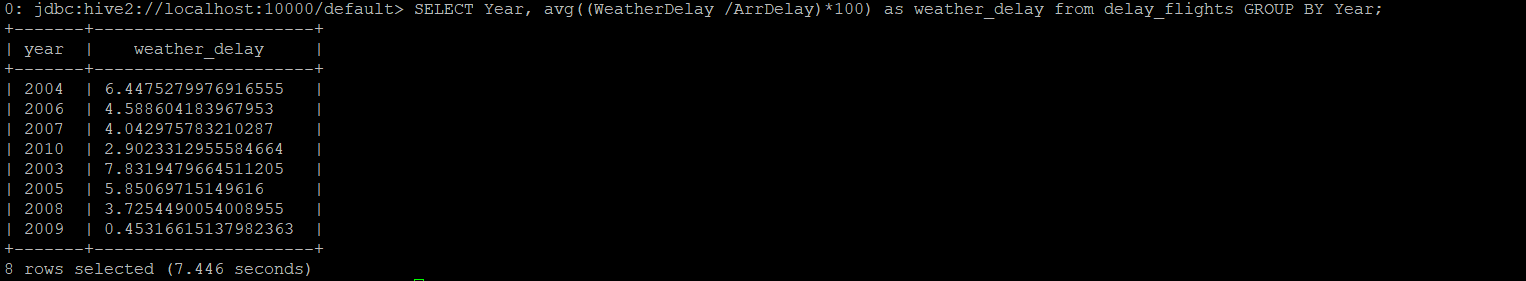 0: jdbc:hive2://localhost:10000/default> SELECT Year, avg((WeatherDelay /ArrDelay)*100) as weather_delay from delay_flights GROUP BY Year;
+-------+----------------------+
| year  |    weather_delay     |
+-------+----------------------+
| 2004  | 6.4475279976916555   |
| 2006  | 4.588604183967953    |
| 2007  | 4.042975783210287    |
| 2010  | 2.9023312955584664   |
| 2003  | 7.8319479664511205   |
| 2005  | 5.85069715149616     |
| 2008  | 3.7254490054008955   |
| 2009  | 0.45316615137982363  |
+-------+----------------------+
8 rows selected (7.446 seconds)